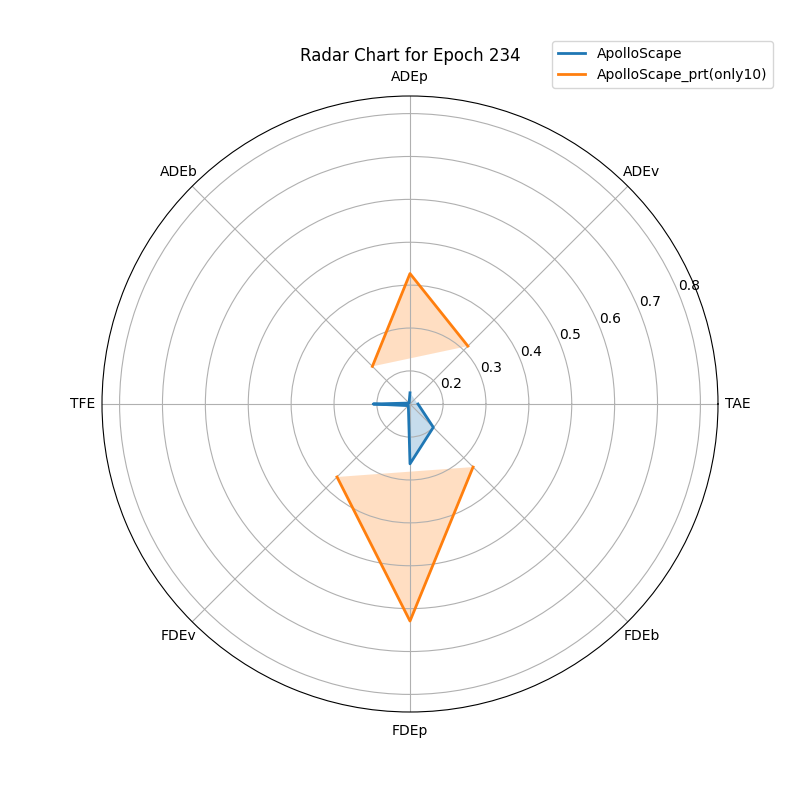 Radar Chart for Epoch 234
ApolloScape
ApolloScape_prt(only10)
ADEp
ADEb
ADEv
0.8
0.7
0.6
0.5
0.4
0.3
0.2
TFE
TAE
FDEv
FDEb
FDEp